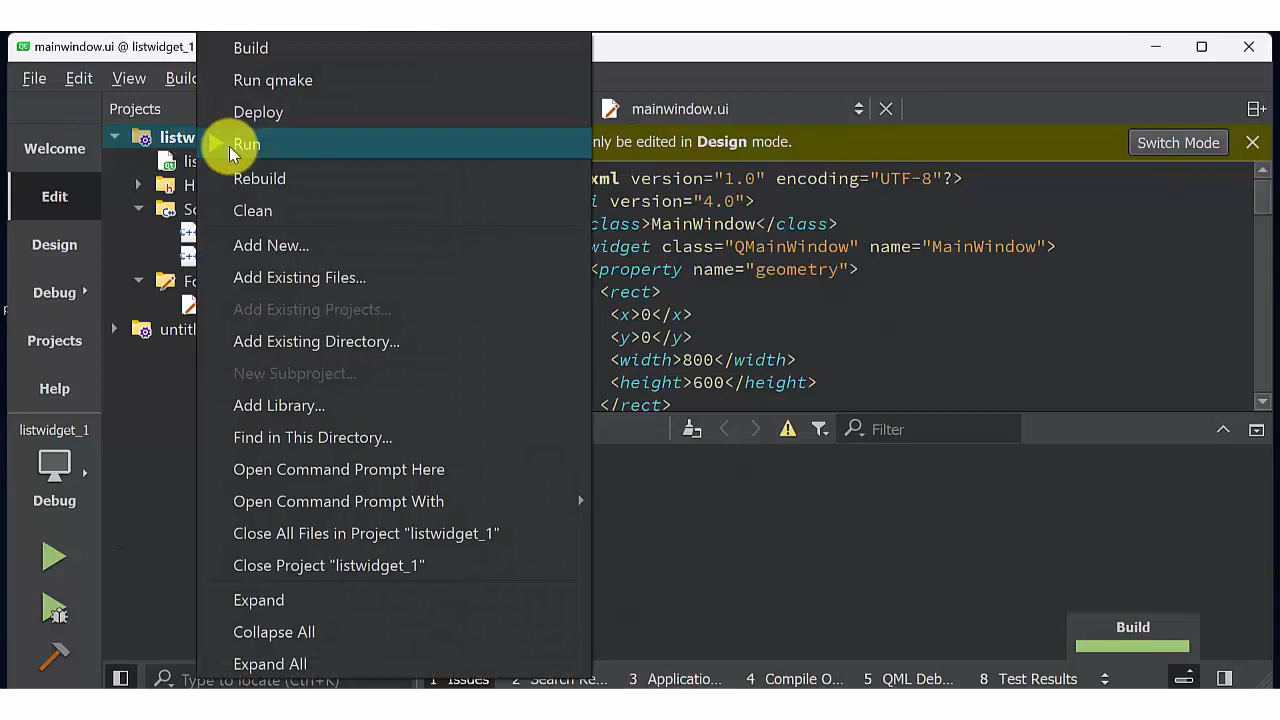 mainwindow.ui @ listwidget_1
File Edit View Build
Projects
mainwindow.ui
only be edited in Design mode.
Switch Mode
Welcome
Edit
Design
Debug
Projects
Help
listwidget_1
Debug
listw
lis
H
So
Fo
untitl
Build
Run qmake
Deploy
Run
Rebuild
Clean
Add New...
Add Existing Files...
Add Existing Projects...
Add Existing Directory...
New Subproject...
Add Library...
Find in This Directory...
Open Command Prompt Here
Open Command Prompt With
Close All Files in Project "listwidget_1"
Close Project "listwidget_1"
Expand
Collapse All
Expand All
xml version="1.0" encoding="UTF-8"?>
i version="4.0">
class>MainWindow</class>
widget class="QMainWindow" name="MainWindow">
<property name="geometry">
<rect>
<x>0</x>
<y>0</y>
<width>800</width>
<height>600</height>
</rect>
Filter
Build
Type to locate (Ctrl+K)
1 Issues 2 Search Re... 3 Applicatio... 4 Compile O... 5 QML Deb... 8 Test Results